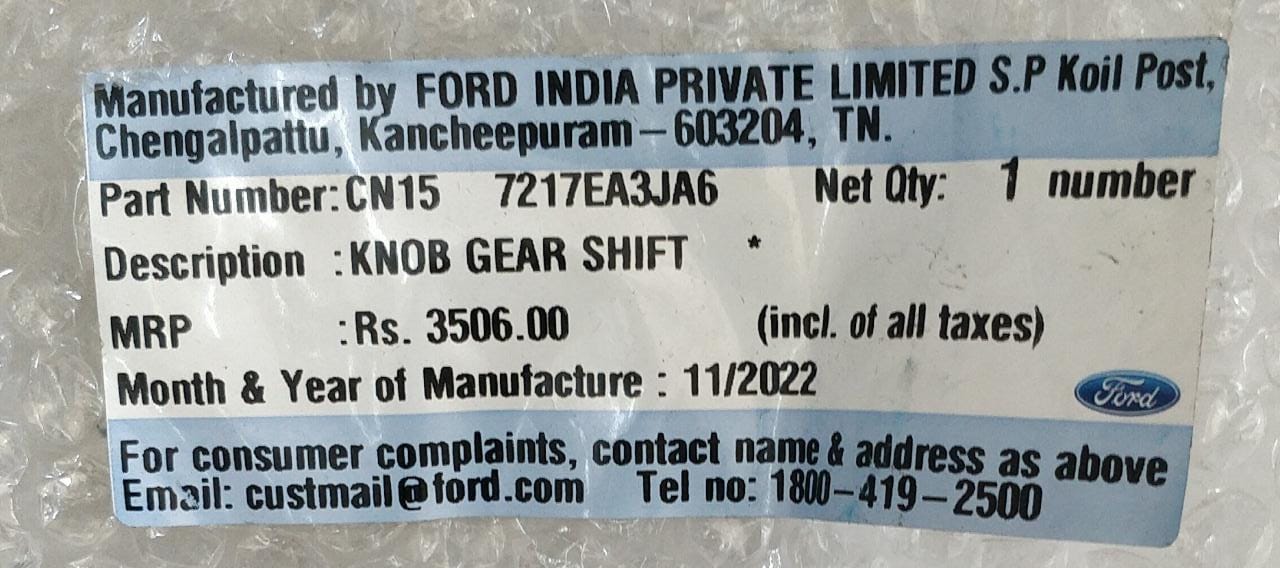 Manufactured by FORD INDIA PRIVATE LIMITED S.P Koil Post,
Chengalpattu, Kancheepuram – 603204, TN.
Part Number: CN15 7217EA3JA6 Net Qty: 1 number
Description : KNOB GEAR SHIFT *
MRP : Rs. 3506.00 (incl. of all taxes)
Month & Year of Manufacture : 11/2022
Ford
For consumer complaints, contact name & address as above
Email: custmail@ford.com Tel no: 1800–419–2500